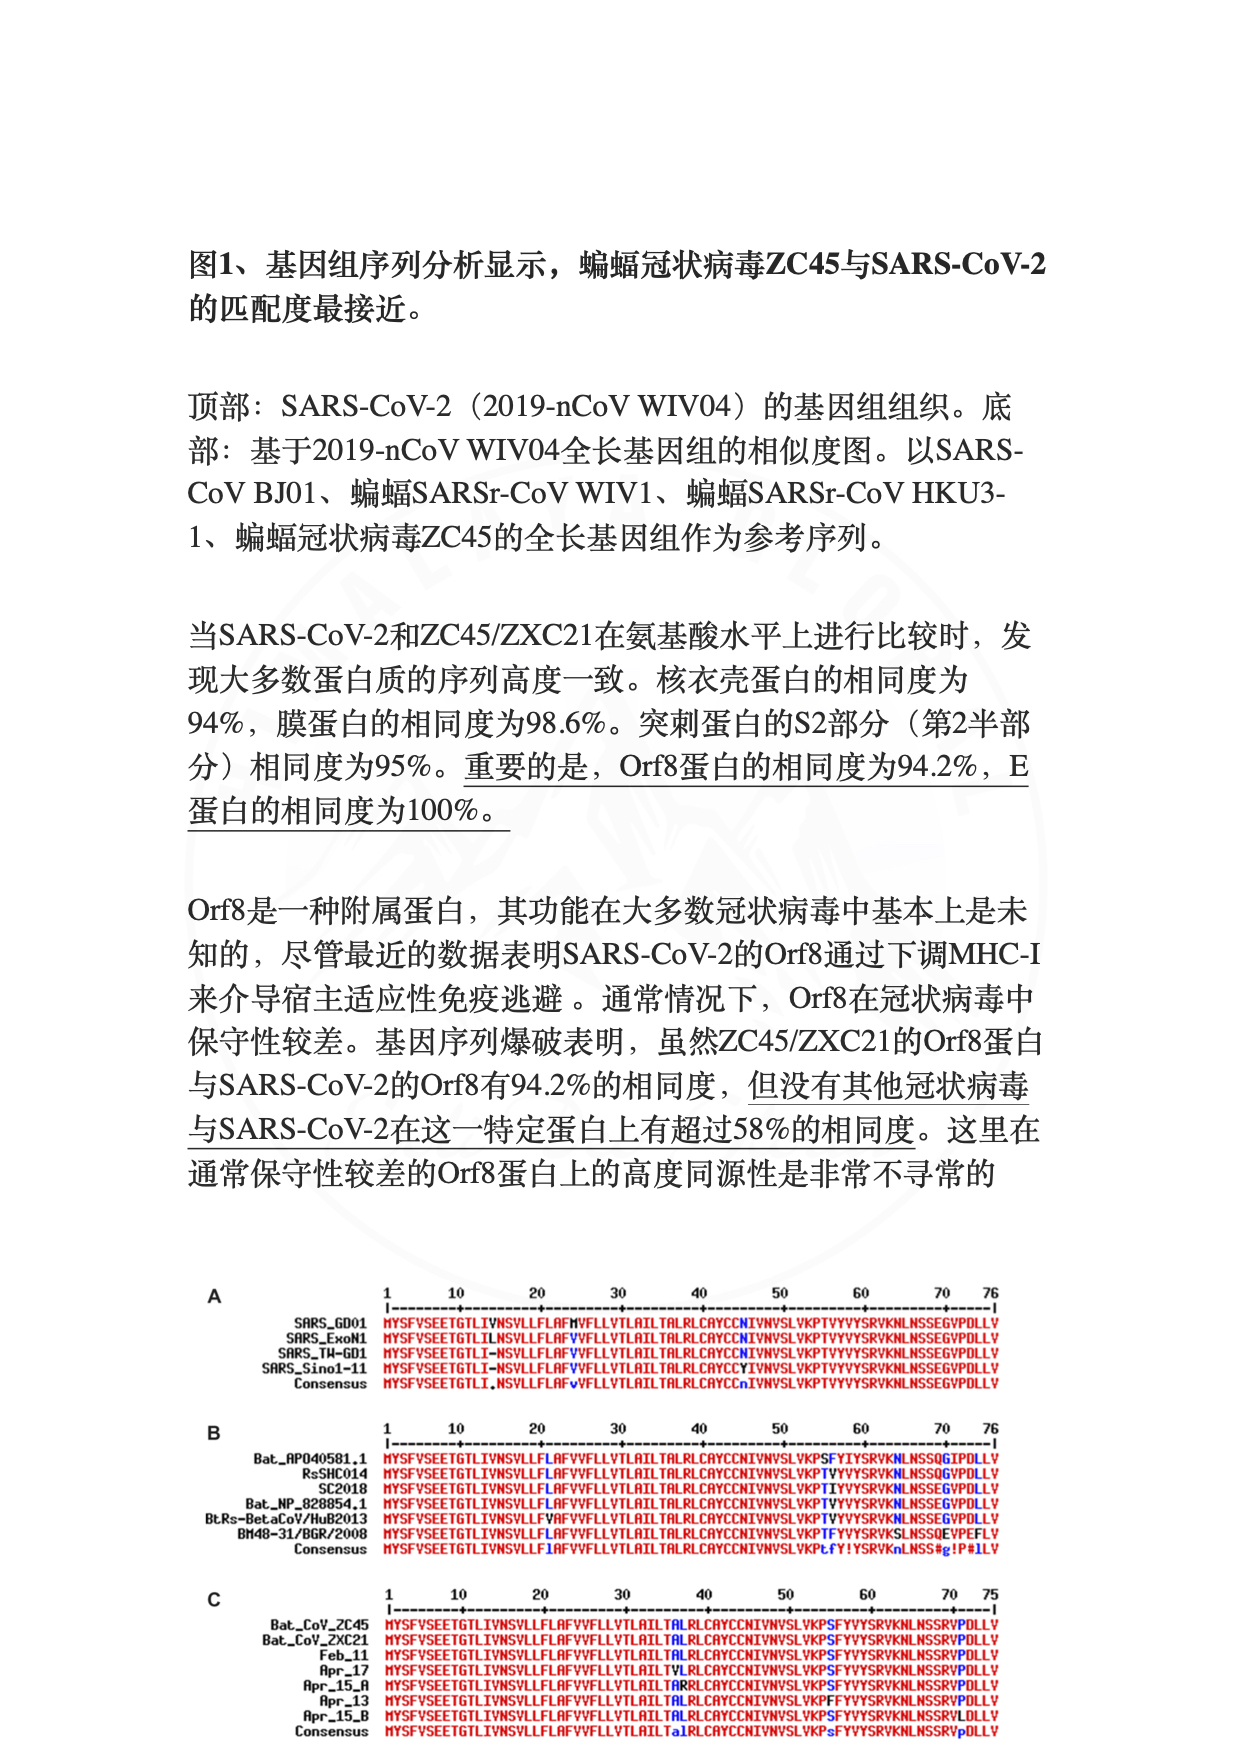 图1、基因组序列分析显示，蝙蝠冠状病毒ZC45与SARS-CoV-2
的匹配度最接近。
顶部：SARS-CoV-2（2019-nCoV WIV04）的基因组组织。底
部：基于2019-nCoV WIV04全长基因组的相似度图。以SARS-
CoV BJ01、蝙蝠SARSr-CoV WIV1、蝙蝠SARSr-CoV HKU3-
1、蝙蝠冠状病毒ZC45的全长基因组作为参考序列。
当SARS-CoV-2和ZC45/ZXC21在氨基酸水平上进行比较时，发
现大多数蛋白质的序列高度一致。核衣壳蛋白的相同度为
94%，膜蛋白的相同度为98.6%。突刺蛋白的S2部分（第2半部
分）相同度为95%。重要的是，Orf8蛋白的相同度为94.2%，E
蛋白的相同度为100%。
Orf8是一种附属蛋白，其功能在大多数冠状病毒中基本上是未
知的，尽管最近的数据表明SARS-CoV-2的Orf8通过下调MHC-I
来介导宿主适应性免疫逃避 。通常情况下，Orf8在冠状病毒中
保守性较差。基因序列爆破表明，虽然ZC45/ZXC21的Orf8蛋白
与SARS-CoV-2的Orf8有94.2%的相同度，但没有其他冠状病毒
与SARS-CoV-2在这一特定蛋白上有超过58%的相同度。这里在
通常保守性较差的Orf8蛋白上的高度同源性是非常不寻常的
A 1 10 20 30 40 50 60 70 76
SARS_GD01 MYSFVSEETGTLIVNSVLLFLAFMVFLLVTLAILTALRLCAYCCNIVNVSLVKPTVYVYSRVKNLNSSEGVPDLLV
SARS_ExoN1 MYSFVSEETGTLILNSVLLFLAFVVFLLVTLAILTALRLCAYCCNIVNVSLVKPTVYVYSRVKNLNSSEGVPDLLV
SARS_TW-GD1 MYSFVSEETGTLI-NSVLLFLAFVVFLLVTLAILTALRLCAYCCNIVNVSLVKPTVYVYSRVKNLNSSEGVPDLLV
SARS_Sino1-11 MYSFVSEETGTLI-NSVLLFLAFVVFLLVTLAILTALRLCAYCCYIVNVSLVKPTVYVYSRVKNLNSSEGVPDLLV
Consensus MYSFVSEETGTLI.NSVLLFLAFvVFLLVTLAILTALRLCAYCCnIVNVSLVKPTVYVYSRVKNLNSSEGVPDLLV
B 1 10 20 30 40 50 60 70 76
Bat_APO40581.1 MYSFVSEETGTLIVNSVLLFLAFVVFLLVTLAILTALRLCAYCCNIVNVSLVKPSFYIYSRVKNLNSSQGIPDLLV
RsSHC014 MYSFVSEETGTLIVNSVLLFLAFVVFLLVTLAILTALRLCAYCCNIVNVSLVKPTVYVYSRVKNLNSSQGVPDLLV
SC2018 MYSFVSEETGTLIVNSVLLFLAFVVFLLVTLAILTALRLCAYCCNIVNVSLVKPTIYVYSRVKNLNSSEGVPDLLV
Bat_NP_828854.1 MYSFVSEETGTLIVNSVLLFLAFVVFLLVTLAILTALRLCAYCCNIVNVSLVKPTVYVYSRVKNLNSSEGVPDLLV
BtRs-BetaCoV/HuB2013 MYSFVSEETGTLIVNSVLLFVAFVVFLLVTLAILTALRLCAYCCNIVNVSLVKPTVYVYSRVKNLNSSEGVPDLLV
BM48-31/BGR/2008 MYSFVSEETGTLIVNSVLLFLAFVVFLLVTLAILTALRLCAYCCNIVNVSLVKPTFYVYSRVKSLNSSQEVPEFLV
Consensus MYSFVSEETGTLIVNSVLLFlAFVVFLLVTLAILTALRLCAYCCNIVNVSLVKPtfY!YSRVKnLNSS#g!P#lLV
C 1 10 20 30 40 50 60 70 75
Bat_CoV_ZC45 MYSFVSEETGTLIVNSVLLFLAFVVFLLVTLAILTALRLCAYCCNIVNVSLVKPSFYVYSRVKNLNSSRVPDLLV
Bat_CoV_ZXC21 MYSFVSEETGTLIVNSVLLFLAFVVFLLVTLAILTALRLCAYCCNIVNVSLVKPSFYVYSRVKNLNSSRVPDLLV
Feb_11 MYSFVSEETGTLIVNSVLLFLAFVVFLLVTLAILTALRLCAYCCNIVNVSLVKPSFYVYSRVKNLNSSRVPDLLV
Apr_17 MYSFVSEETGTLIVNSVLLFLAFVVFLLVTLAILTVLRLCAYCCNIVNVSLVKPSFYVYSRVKNLNSSRVPDLLV
Apr_15_A MYSFVSEETGTLIVNSVLLFLAFVVFLLVTLAILTARRLCAYCCNIVNVSLVKPSFYVYSRVKNLNSSRVPDLLV
Apr_13 MYSFVSEETGTLIVNSVLLFLAFVVFLLVTLAILTALRLCAYCCNIVNVSLVKPFFYVYSRVKNLNSSRVPDLLV
Apr_15_B MYSFVSEETGTLIVNSVLLFLAFVVFLLVTLAILTALRLCAYCCNIVNVSLVKPSFYVYSRVKNLNSSRVLDLLV
Consensus MYSFVSEETGTLIVNSVLLFLAFVVFLLVTLAILTalRLCAYCCNIVNVSLVKPsFYVYSRVKNLNSSRVpDLLV